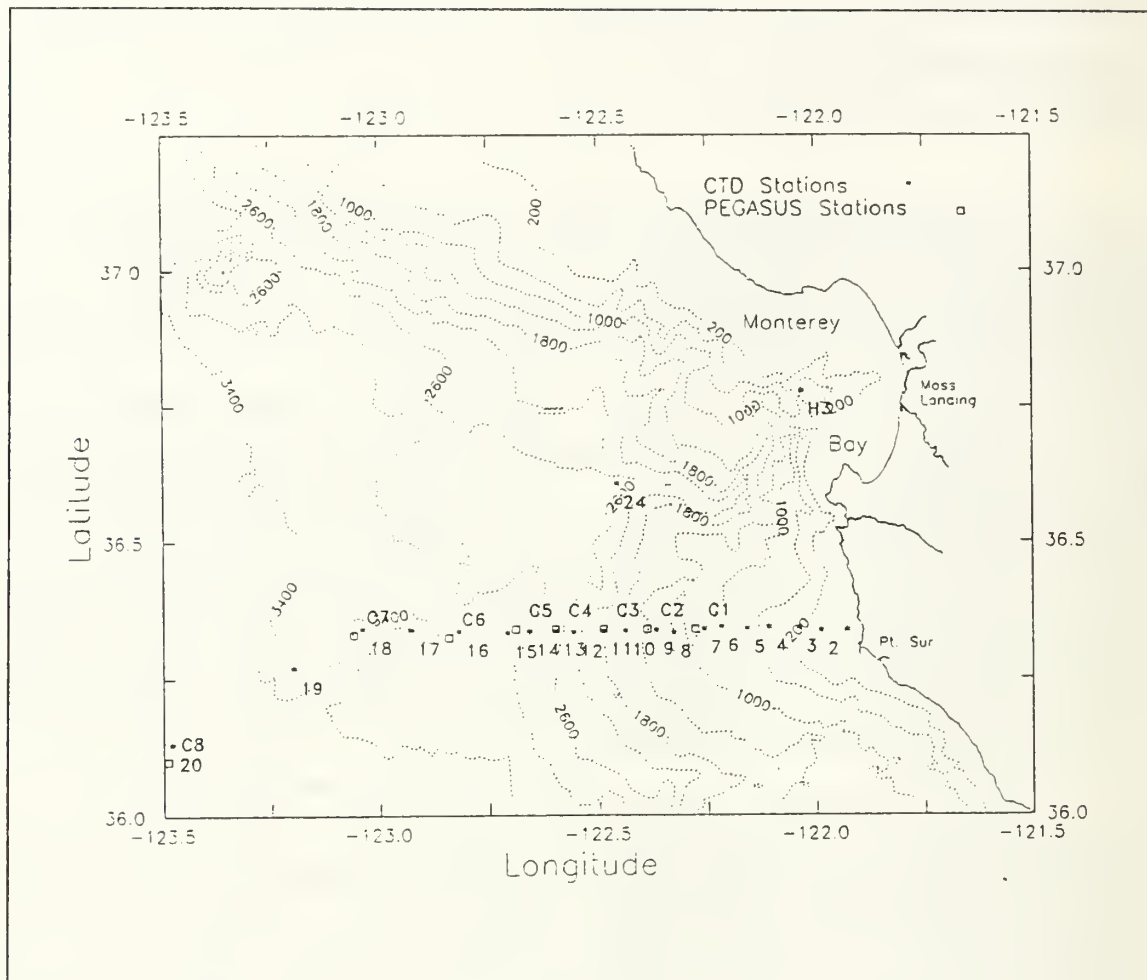 -123.5 -123.0 -122.5 -122.0 -121.5
CTD Stations
PEGASUS Stations
200
1000
1800
2600
37.0 37.0
2600
1000
200
Monterey
1800
3400
2600
Moss
Landing
1000
H3 200
Bay
1800
2600
24
1800
1000
Latitude
36.5 36.5
3400
C7 3400 C6 C5 C4 C3 C2 C1
200
18 17 16 15 14 13 12 11 10 9 8 7 6 5 4 3 2
Pt. Sur
19
1000
1800
2600
C8
20
36.0 36.0
-123.5 -123.0 -122.5 -122.0 -121.5
Longitude